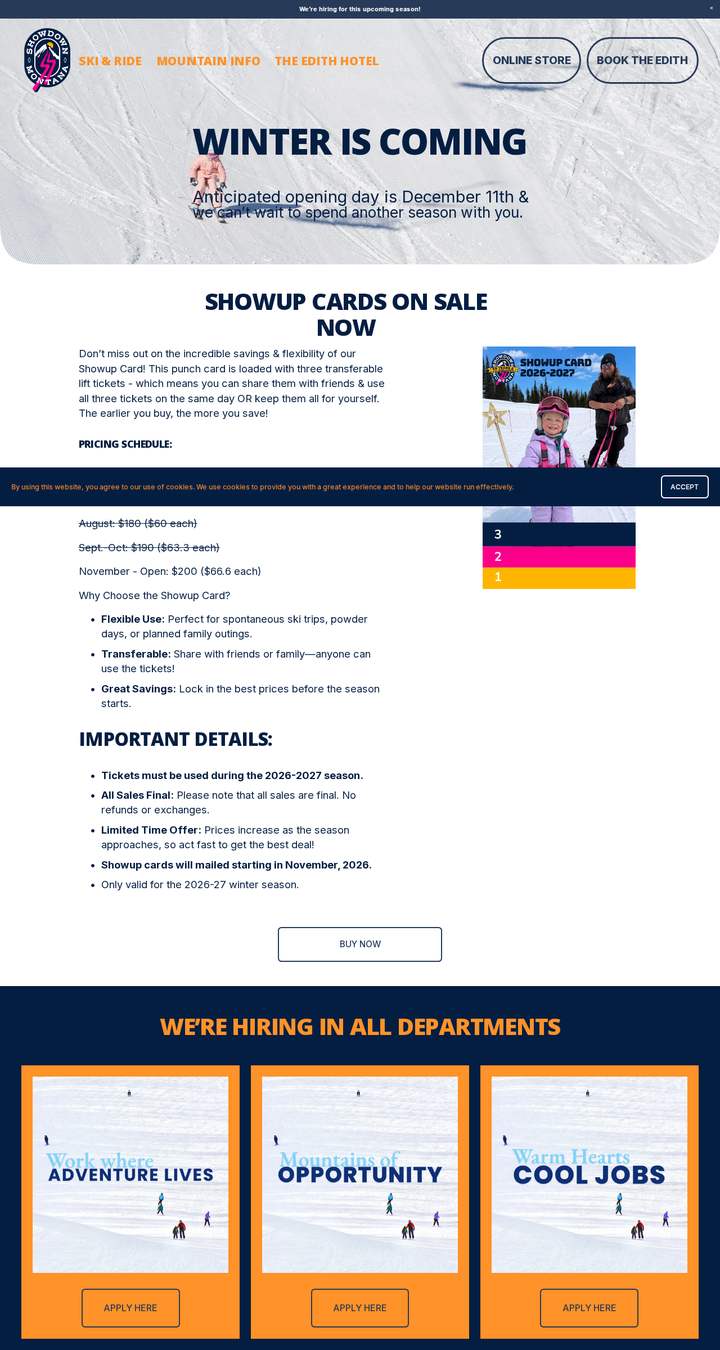 We're hiring for this upcoming season!
×
SHOWDOWN
MONTANA
SKI & RIDE
MOUNTAIN INFO
THE EDITH HOTEL
ONLINE STORE
BOOK THE EDITH
WINTER IS COMING
Anticipated opening day is December 11th &
we can't wait to spend another season with you.
SHOWUP CARDS ON SALE
NOW
Don't miss out on the incredible savings & flexibility of our
Showup Card! This punch card is loaded with three transferable
lift tickets - which means you can share them with friends & use
all three tickets on the same day OR keep them all for yourself.
The earlier you buy, the more you save!
PRICING SCHEDULE:
SHOWUP CARD
2026-2027
By using this website, you agree to our use of cookies. We use cookies to provide you with a great experience and to help our website run effectively.
ACCEPT
August: $180 ($60 each)
Sept.-Oct: $190 ($63.3 each)
November - Open: $200 ($66.6 each)
3
2
1
Why Choose the Showup Card?
• Flexible Use: Perfect for spontaneous ski trips, powder
days, or planned family outings.
• Transferable: Share with friends or family—anyone can
use the tickets!
• Great Savings: Lock in the best prices before the season
starts.
IMPORTANT DETAILS:
• Tickets must be used during the 2026-2027 season.
• All Sales Final: Please note that all sales are final. No
refunds or exchanges.
• Limited Time Offer: Prices increase as the season
approaches, so act fast to get the best deal!
• Showup cards will mailed starting in November, 2026.
• Only valid for the 2026-27 winter season.
BUY NOW
WE'RE HIRING IN ALL DEPARTMENTS
Work where
ADVENTURE LIVES
Mountains of
OPPORTUNITY
Warm Hearts
COOL JOBS
APPLY HERE
APPLY HERE
APPLY HERE